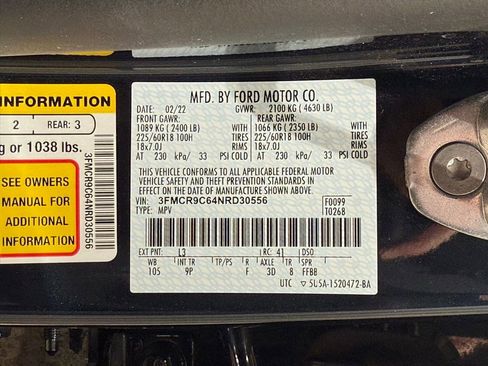 INFORMATION
2 REAR: 3
g or 1038 lbs.
SEE OWNERS
MANUAL FOR
ADDITIONAL
INFORMATION
3FMCR9C64NRD30556
MFD. BY FORD MOTOR CO.
DATE: 02/22 GVWR: 2100 KG ( 4630 LB)
FRONT GAWR: REAR GAWR:
1089 KG ( 2400 LB) WITH 1066 KG ( 2350 LB) WITH
225/60R18 100H TIRES 225/60R18 100H TIRES
18x7.0J RIMS 18x7.0J RIMS
AT 230 kPa/ 33 PSI COLD AT 230 kPa/ 33 PSI COLD
THIS VEHICLE CONFORMS TO ALL APPLICABLE FEDERAL MOTOR
VEHICLE SAFETY AND THEFT PREVENTION STANDARDS IN
EFFECT ON THE DATE OF MANUFACTURE SHOWN ABOVE.
VIN: 3FMCR9C64NRD30556 F0099
TYPE: MPV T0268
EXT PNT: L3 RC: 41 DSO:
WB INT TR TP/PS R AXLE TR SPR
105 9P F 3D 8 FFBB
UTC ▽ 5U5A-1520472-BA